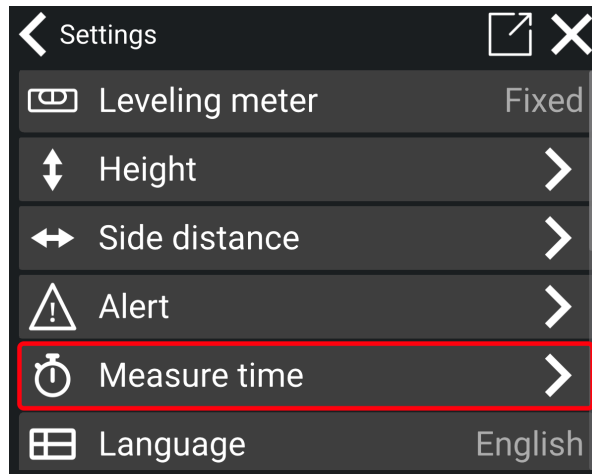 Settings
Leveling meter Fixed
Height
Side distance
Alert
Measure time
Language English